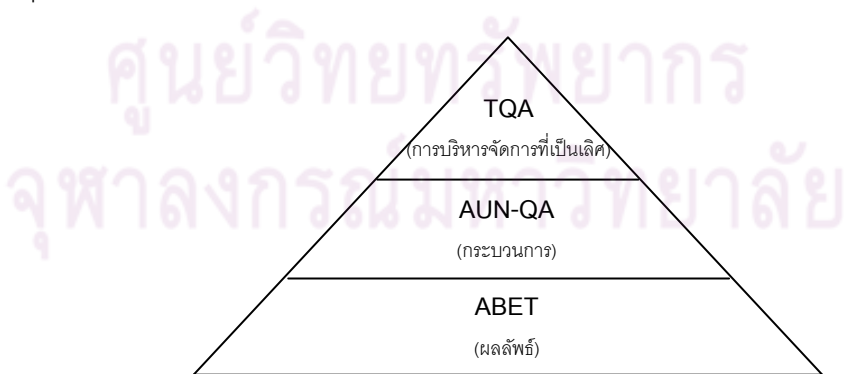 ศูนย์วิทยทรัพยากร
TQA
(การบริหารจัดการที่เป็นเลิศ)
จุฬาลงกรณ์มหาวิทยาลัย
AUN-QA
(กระบวนการ)
ABET
(ผลลัพธ์)